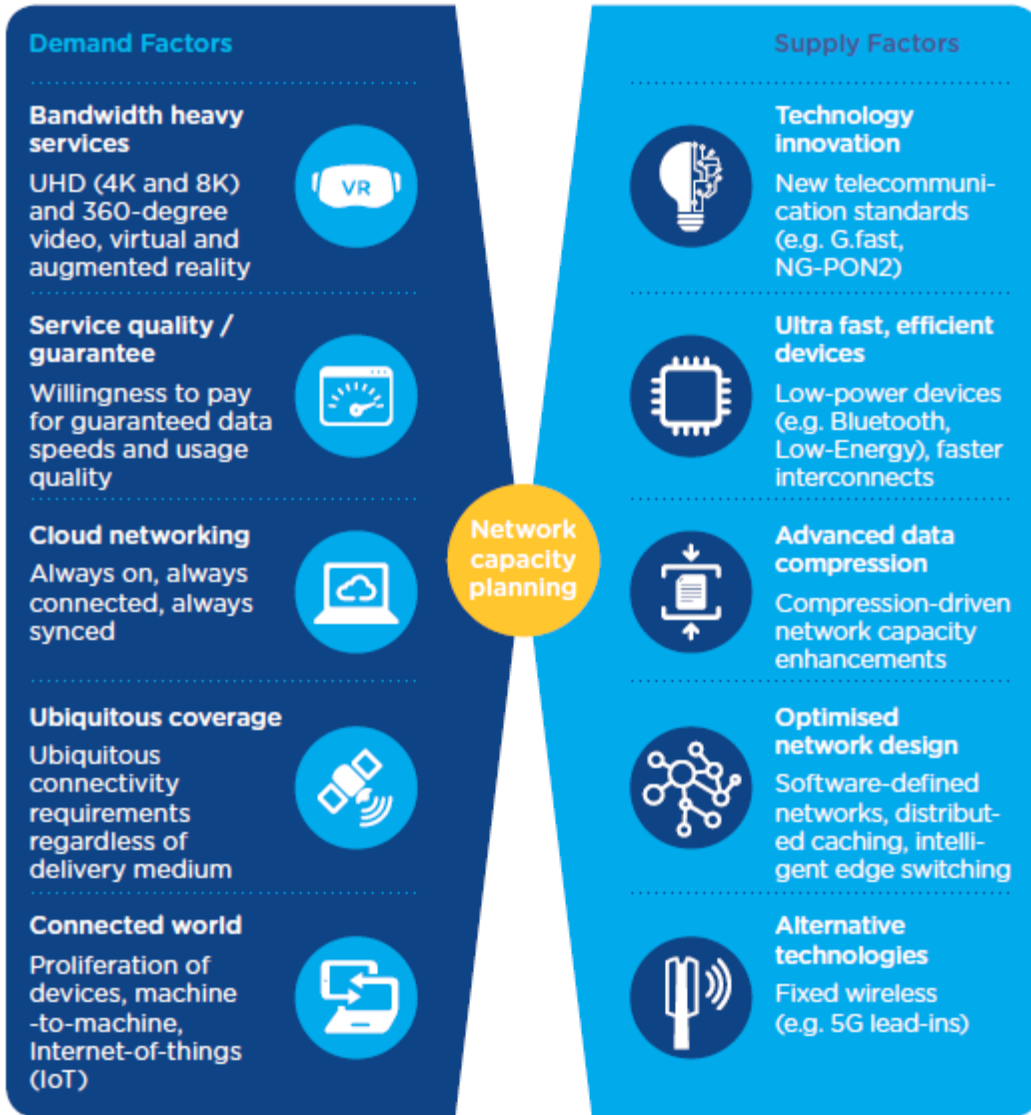 Demand Factors
Bandwidth heavy
services
UHD (4K and 8K)
and 360-degree
video, virtual and
augmented reality
VR
Service quality /
guarantee
Willingness to pay
for guaranteed data
speeds and usage
quality
Cloud networking
Always on, always
connected, always
synced
Ubiquitous coverage
Ubiquitous
connectivity
requirements
regardless of
delivery medium
Connected world
Proliferation of
devices, machine
-to-machine,
Internet-of-things
(IoT)
Network
capacity
planning
Supply Factors
Technology
innovation
New telecommuni-
cation standards
(e.g. G.fast,
NG-PON2)
Ultra fast, efficient
devices
Low-power devices
(e.g. Bluetooth,
Low-Energy), faster
interconnects
Advanced data
compression
Compression-driven
network capacity
enhancements
Optimised
network design
Software-defined
networks, distribut-
ed caching, intelli-
gent edge switching
Alternative
technologies
Fixed wireless
(e.g. 5G lead-ins)